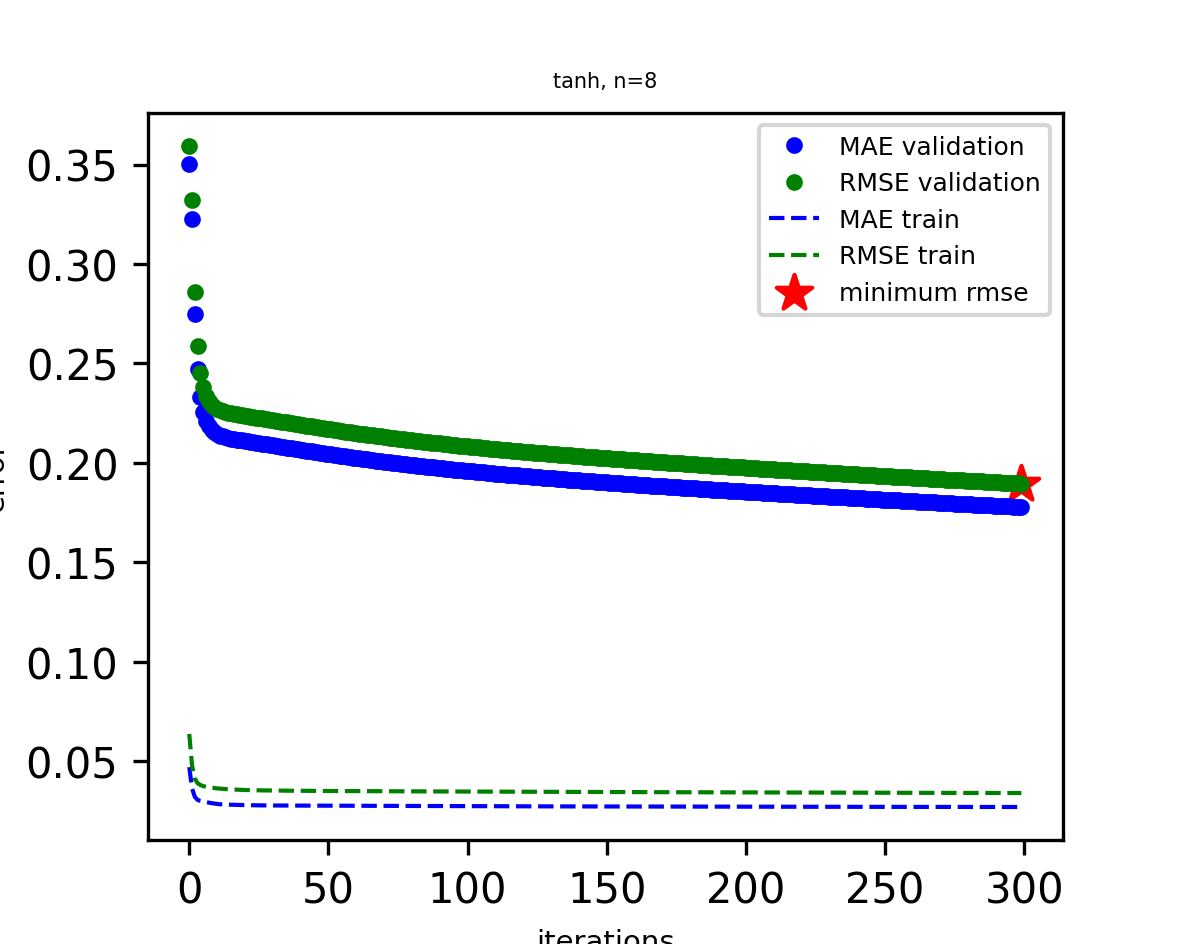 tanh, n=8
MAE validation
RMSE validation
MAE train
RMSE train
minimum rmse
0.35
0.30
0.25
0.20
0.15
0.10
0.05
0 50 100 150 200 250 300
iterations